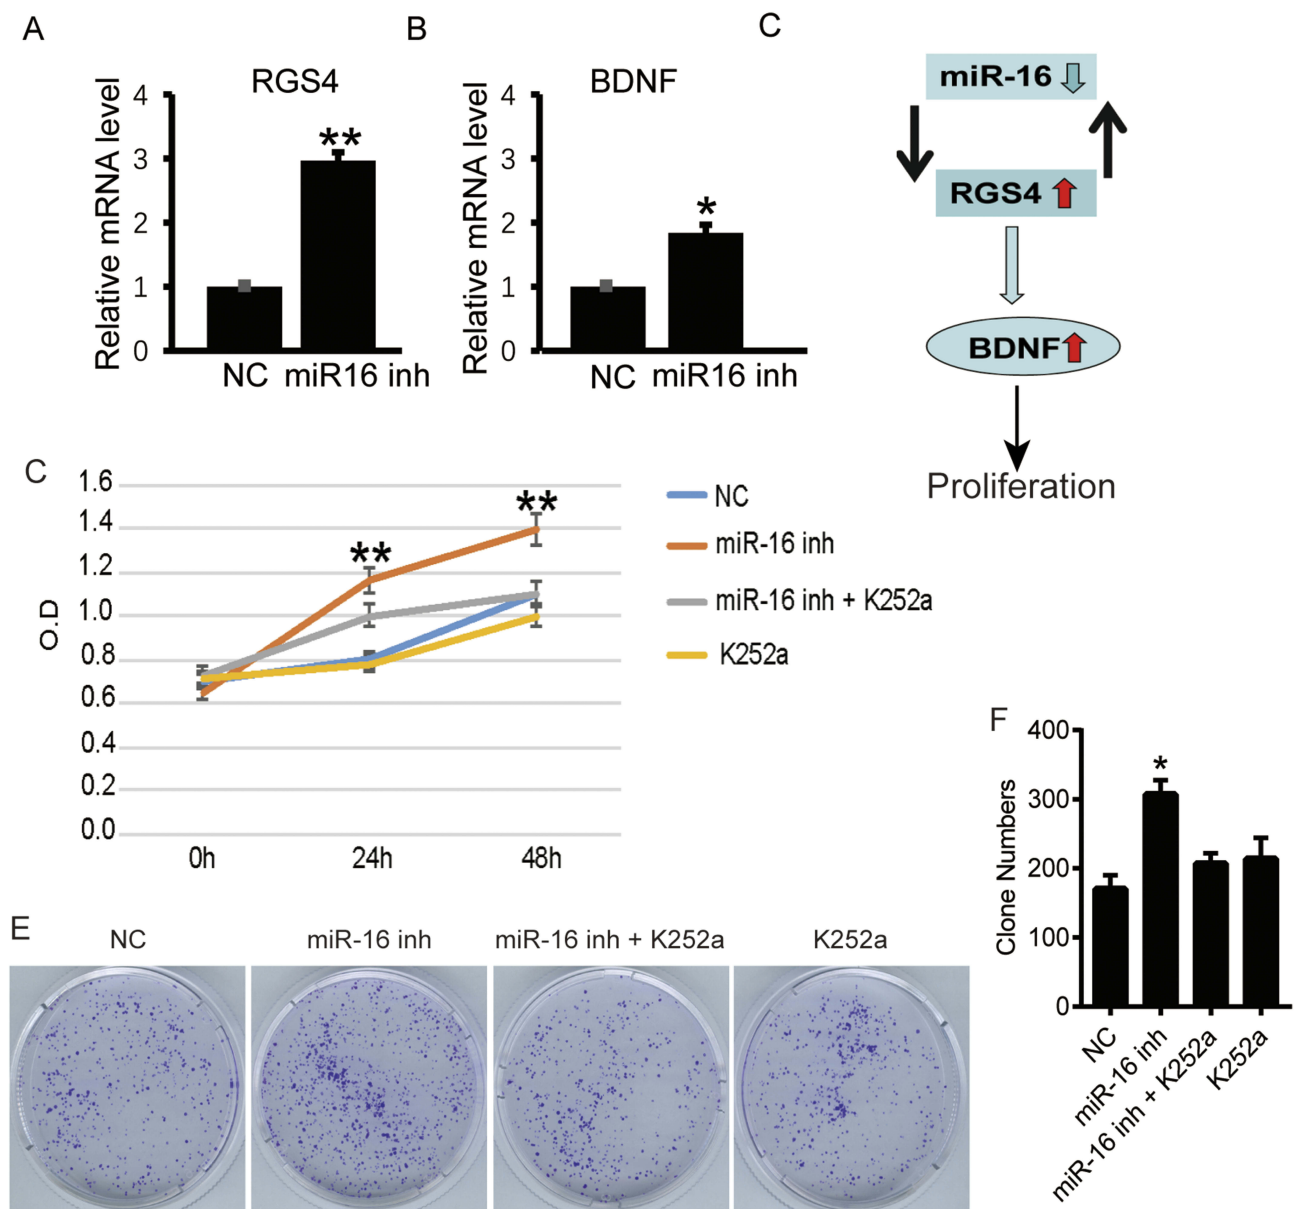 A
RGS4
Relative mRNA level
4
3
2
1
0
**
NC
miR16 inh
B
BDNF
Relative mRNA level
4
3
2
1
0
*
NC
miR16 inh
C
miR-16
RGS4
BDNF
Proliferation
C
O.D
1.6
1.4
1.2
1.0
0.8
0.6
0.4
0.2
0.0
**
**
0h
24h
48h
NC
miR-16 inh
miR-16 inh + K252a
K252a
E
NC
miR-16 inh
miR-16 inh + K252a
K252a
F
Clone Numbers
400
300
200
100
0
*
NC
miR-16 inh
miR-16 inh + K252a
K252a